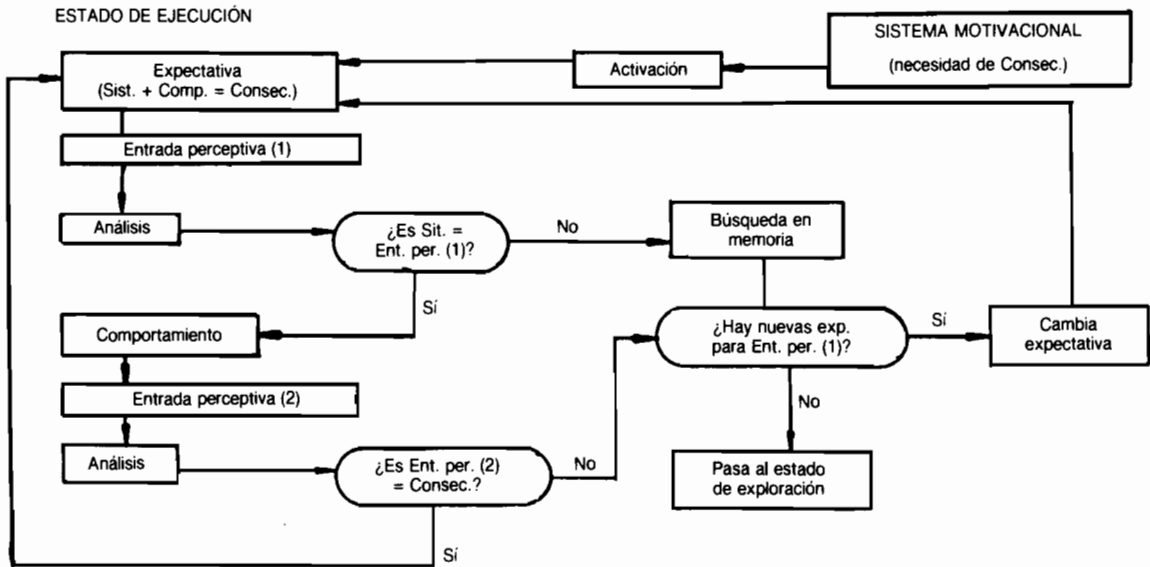 ESTADO DE EJECUCIÓN
SISTEMA MOTIVACIONAL
(necesidad de Consec.)
Activación
Expectativa
(Sist. + Comp. = Consec.)
Entrada perceptiva (1)
Análisis
¿Es Sit. =
Ent. per. (1)?
No
Búsqueda en
memoria
Sí
Comportamiento
¿Hay nuevas exp.
para Ent. per. (1)?
Sí
Cambia
expectativa
Entrada perceptiva (2)
No
Análisis
¿Es Ent. per. (2)
= Consec.?
No
Pasa al estado
de exploración
Sí